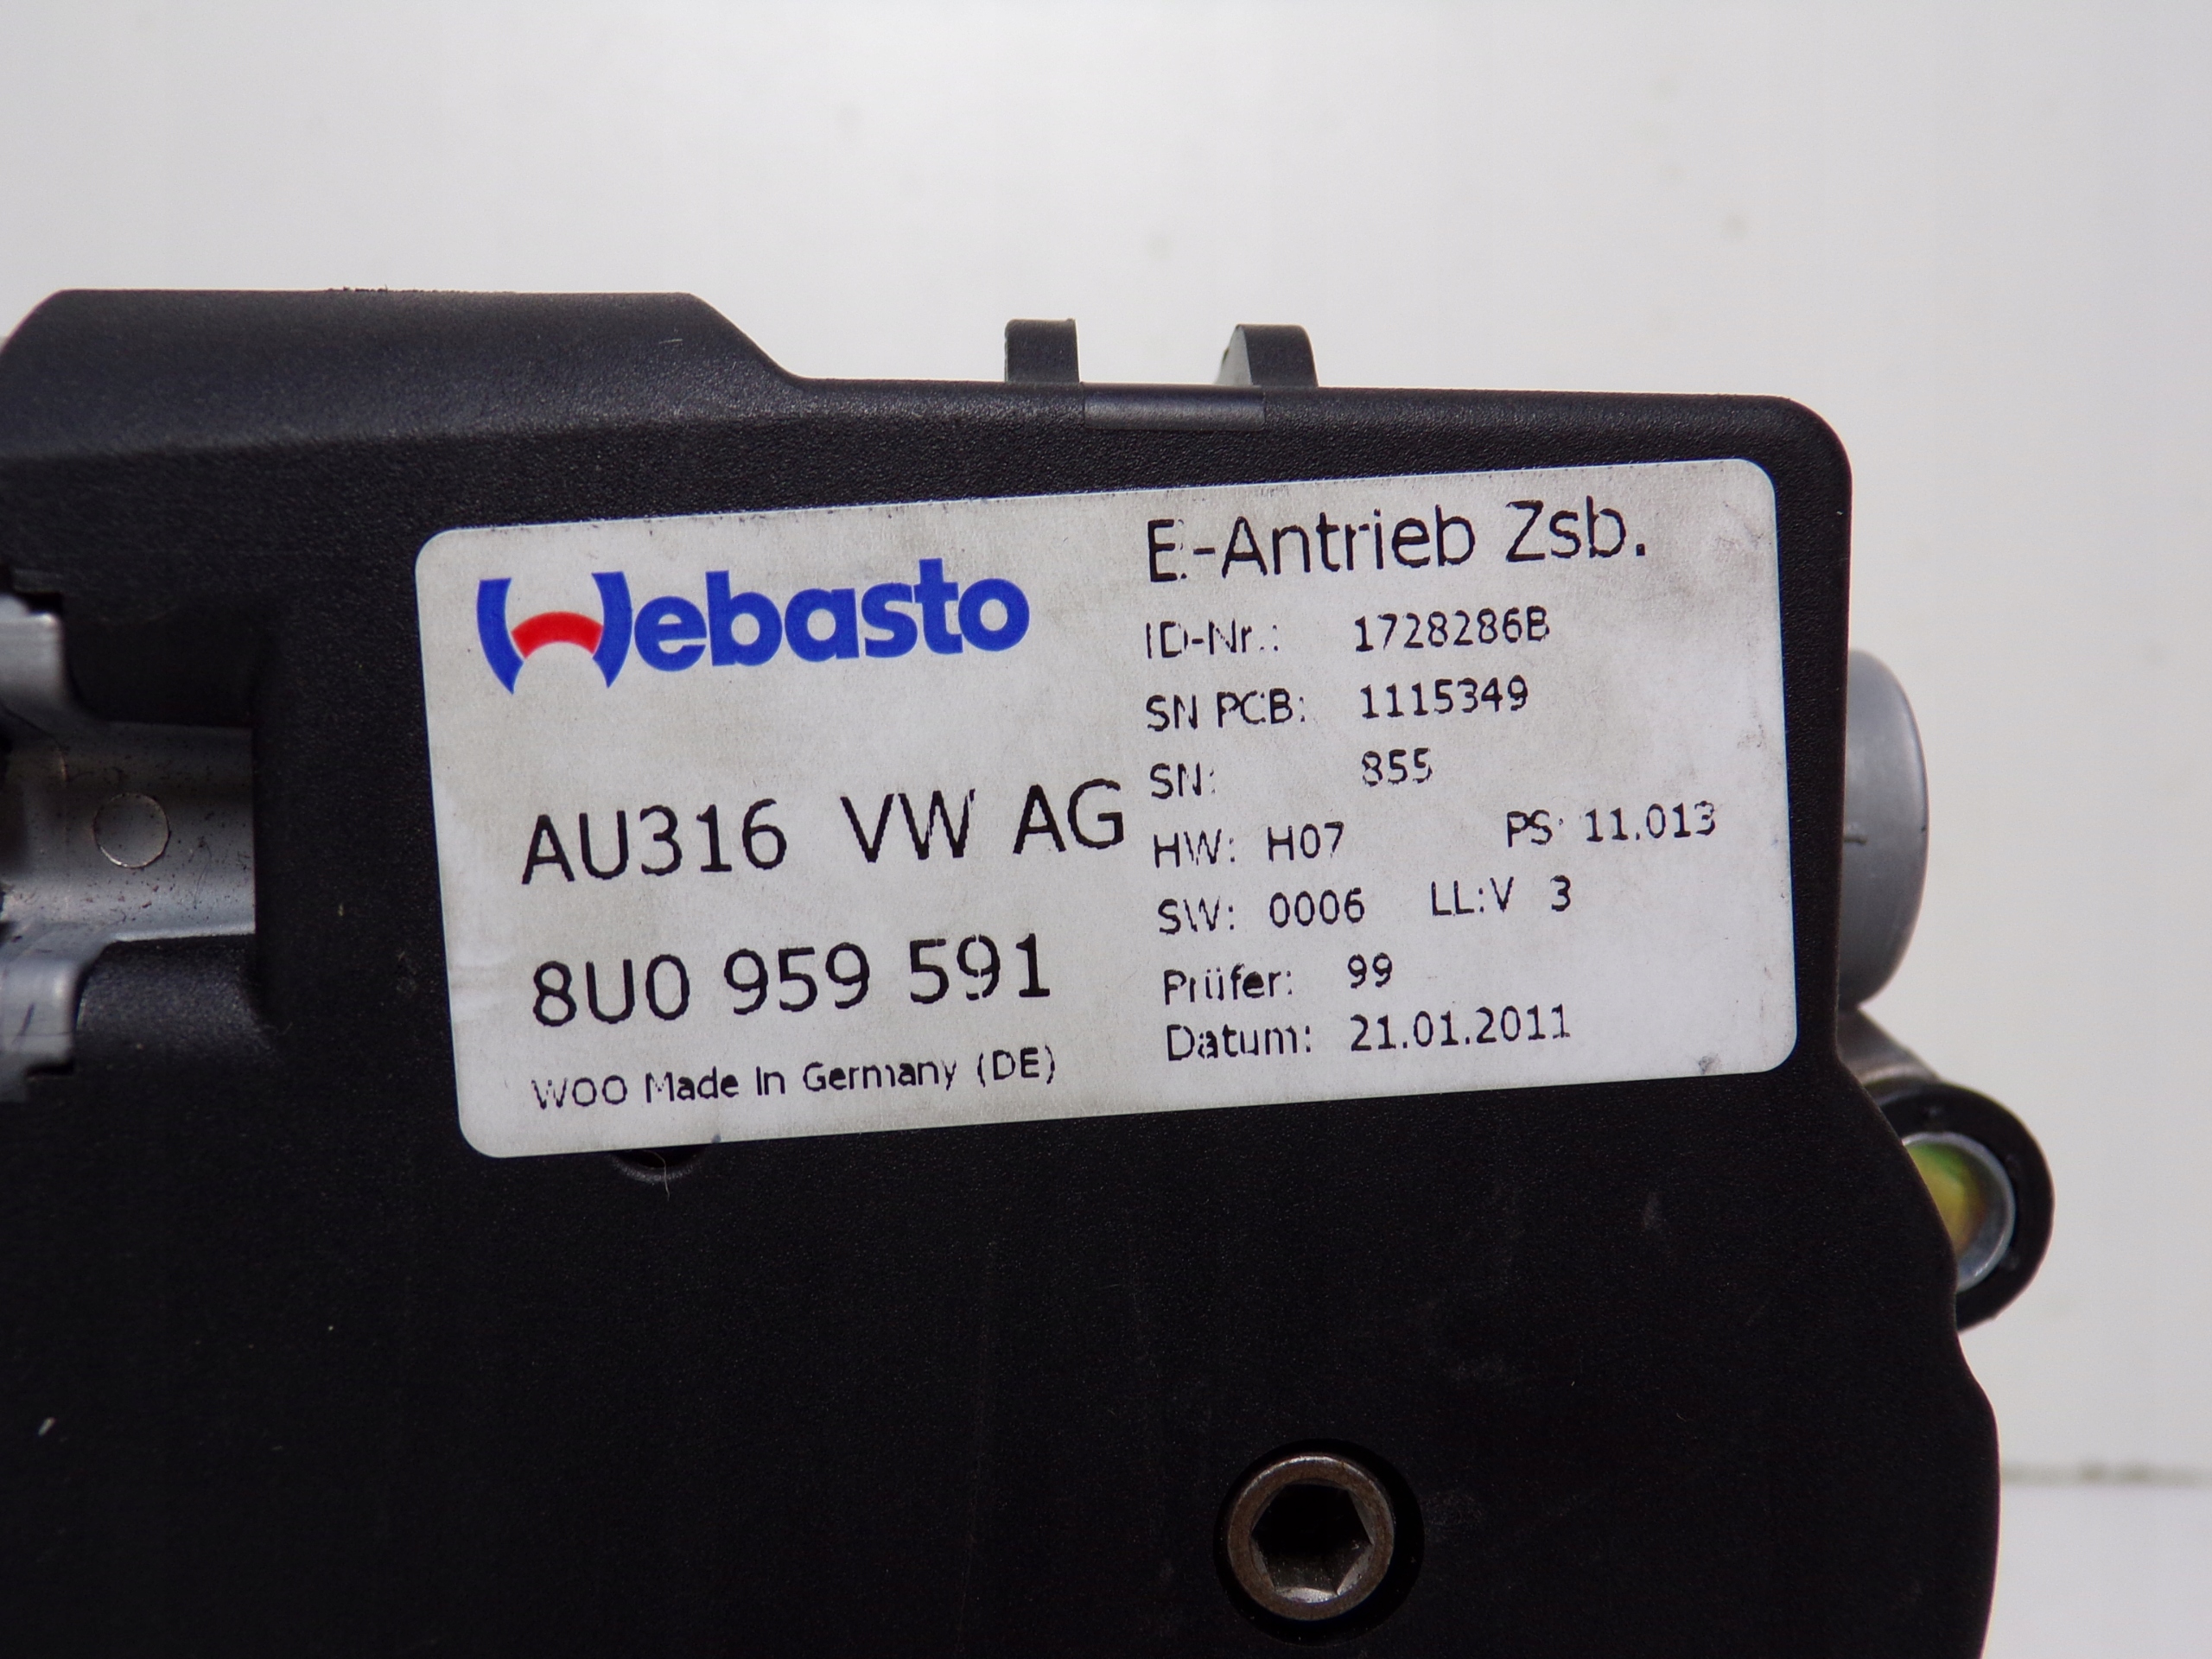 Webasto
AU316 VW AG
8U0 959 591
WOO Made In Germany (DE)
E-Antrieb Zsb.
ID-Nr.: 1728286B
SN PCB: 1115349
SN: 855
HW: H07 PS: 11.013
SW: 0006 LL:V 3
Prüfer: 99
Datum: 21.01.2011